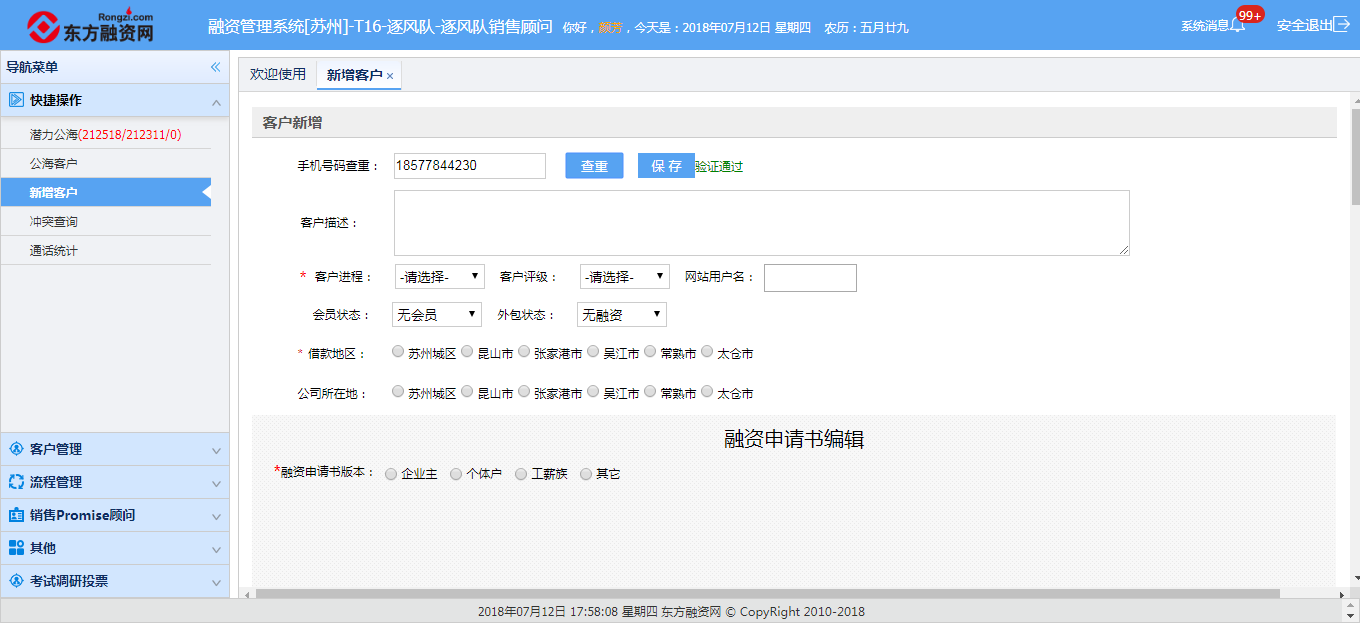 Rongzi.com
东方融资网
融资管理系统[苏州]-T16-逐风队-逐风队销售顾问 你好，颜芳，今天是：2018年07月12日 星期四 农历：五月廿九
系统消息 99+ 安全退出
导航菜单
快捷操作
潜力公海(212518/212311/0)
公海客户
新增客户
冲突查询
通话统计
客户管理
流程管理
销售Promise顾问
其他
考试调研投票
欢迎使用 新增客户 ×
客户新增
手机号码查重： 18577844230 查重 保 存 验证通过
客户描述：
* 客户进程： -请选择- 客户评级： -请选择- 网站用户名：
会员状态： 无会员 外包状态： 无融资
* 借款地区： 苏州城区 昆山市 张家港市 吴江市 常熟市 太仓市
公司所在地： 苏州城区 昆山市 张家港市 吴江市 常熟市 太仓市
融资申请书编辑
*融资申请书版本： 企业主 个体户 工薪族 其它
2018年07月12日 17:58:08 星期四 东方融资网 © CopyRight 2010-2018